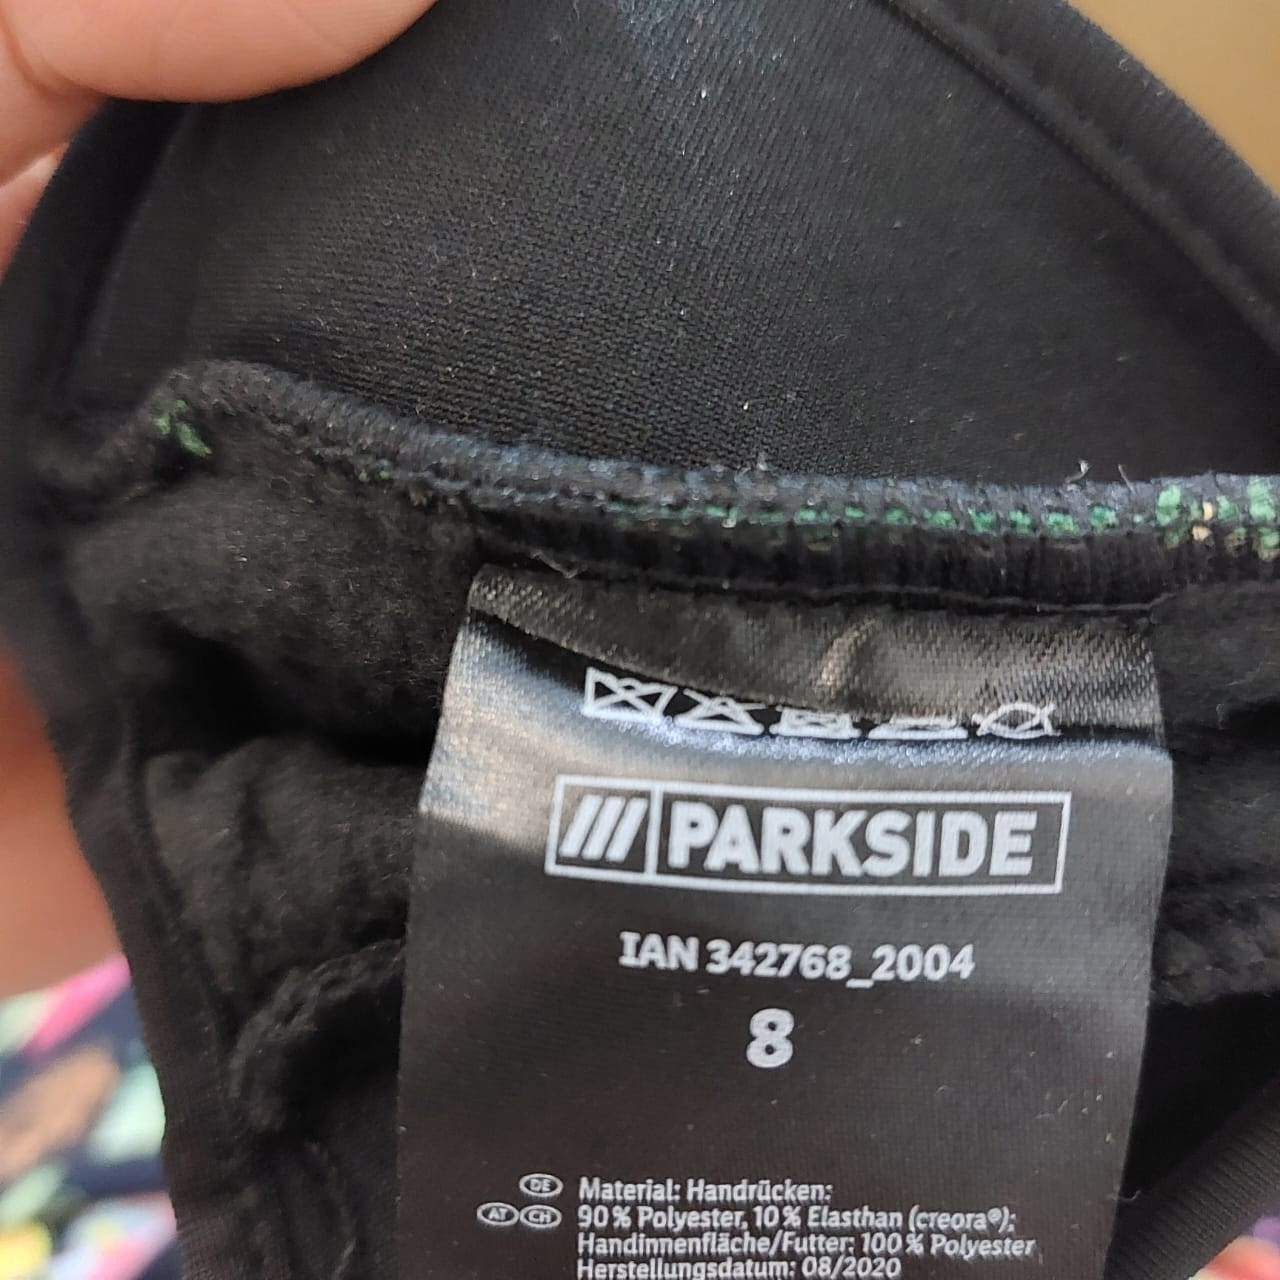 /// PARKSIDE
IAN 342768_2004
8
DE Material: Handrücken:
AT CH 90% Polyester, 10% Elasthan (creora®);
Handinnenfläche/Futter: 100% Polyester
Herstellungsdatum: 08/2020